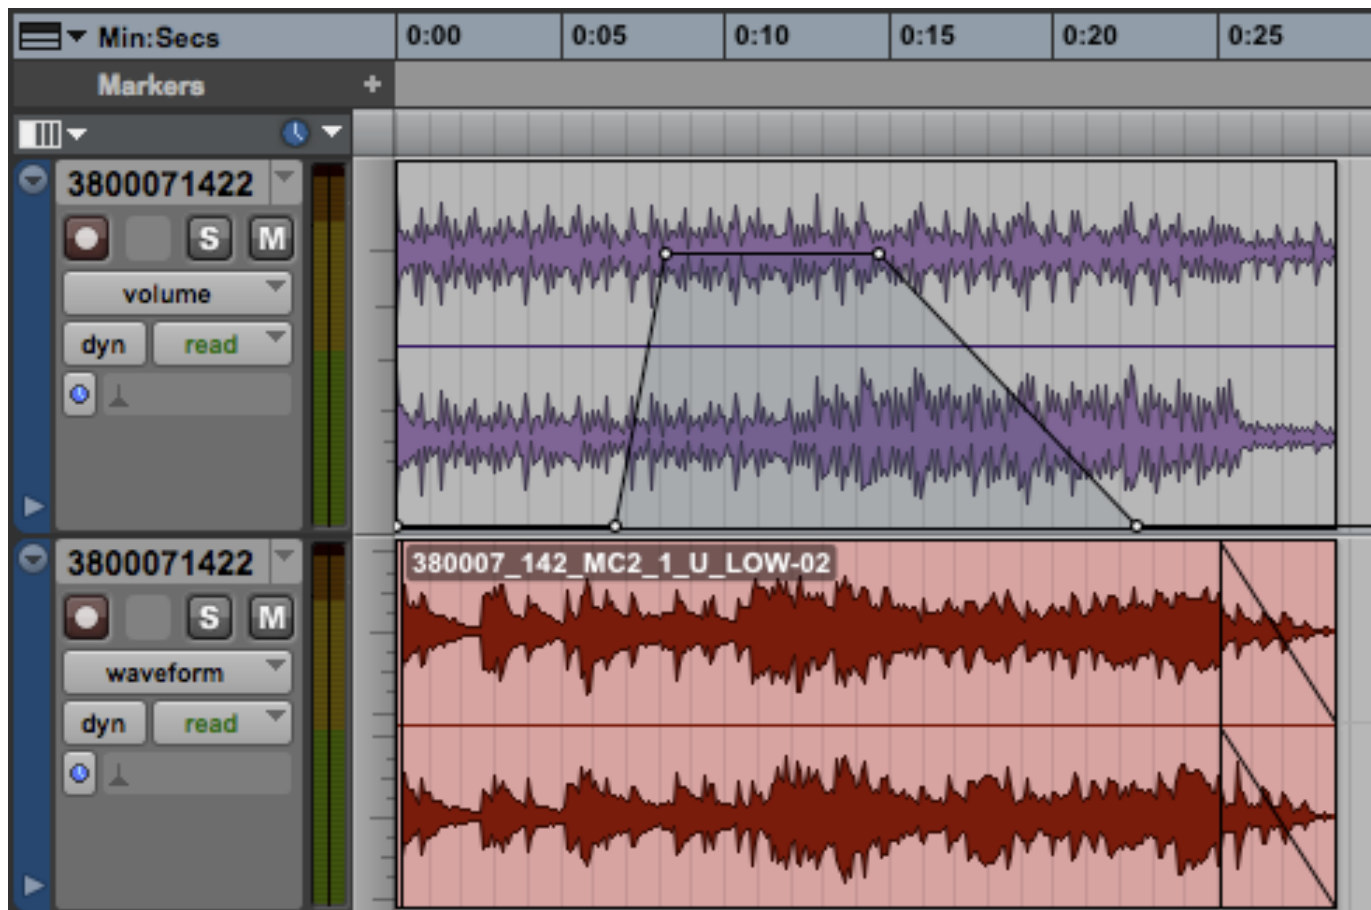 Min:Secs 0:00 0:05 0:10 0:15 0:20 0:25
Markers +
3800071422
S M
volume
dyn read
3800071422
380007_142_MC2_1_U_LOW-02
S M
waveform
dyn read